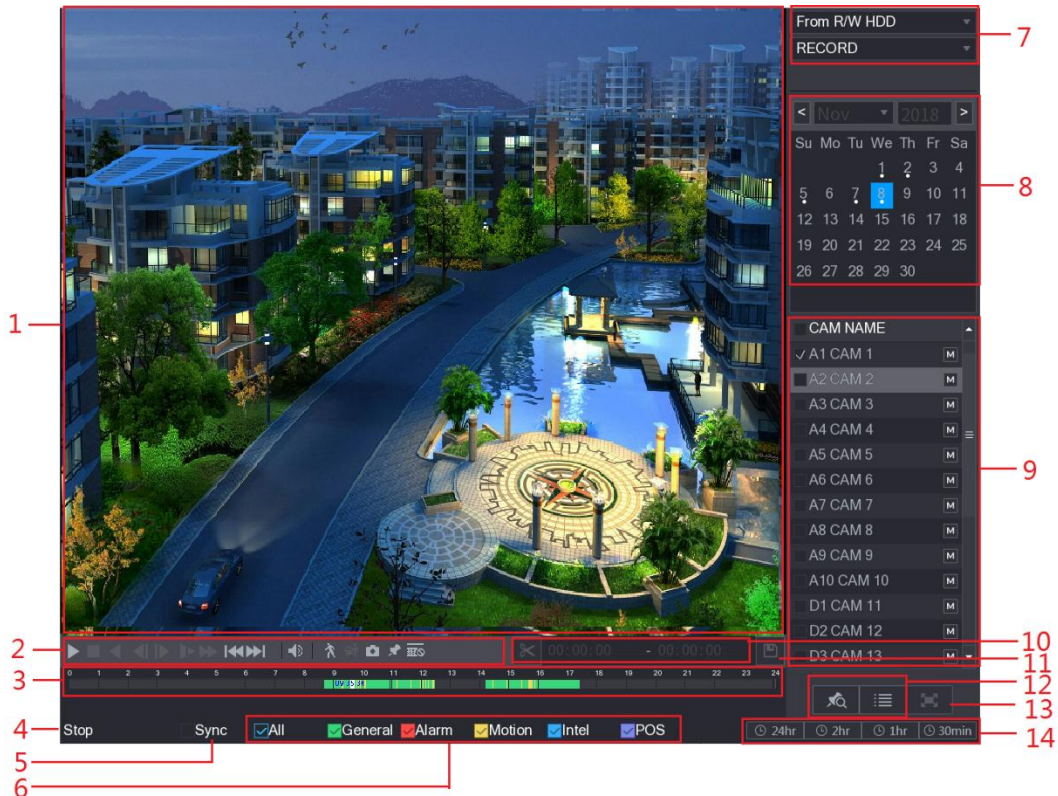 From R/W HDD
RECORD
7
< Nov 2018 >
Su Mo Tu We Th Fr Sa
1 2 3 4
5 6 7 8 9 10 11
12 13 14 15 16 17 18
19 20 21 22 23 24 25
26 27 28 29 30
8
1
CAM NAME
A1 CAM 1 M
A2 CAM 2 M
A3 CAM 3 M
A4 CAM 4 M
A5 CAM 5 M
A6 CAM 6 M
A7 CAM 7 M
A8 CAM 8 M
A9 CAM 9 M
A10 CAM 10 M
D1 CAM 11 M
D2 CAM 12 M
D3 CAM 13 M
9
2
00:00:00 - 00:00:00
10
11
3
0 1 2 3 4 5 6 7 8 9 10 11 12 13 14 15 16 17 18 19 20 21 22 23 24
12
13
4
Stop Sync All General Alarm Motion Intel POS
24hr 2hr 1hr 30min
14
5
6